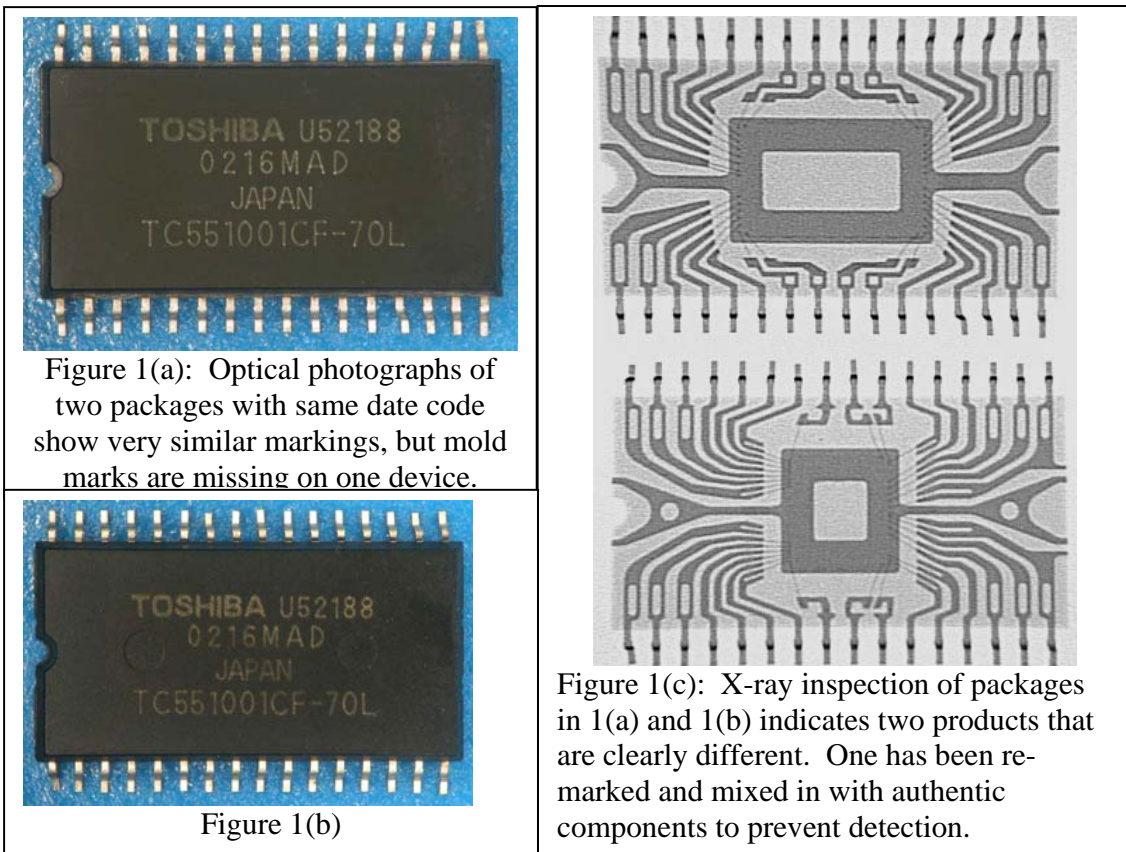 TOSHIBA U52188
0216MAD
JAPAN
TC551001CF-70L
Figure 1(a): Optical photographs of
two packages with same date code
show very similar markings, but mold
marks are missing on one device.
TOSHIBA U52188
0216MAD
JAPAN
TC551001CF-70L
Figure 1(b)
Figure 1(c): X-ray inspection of packages
in 1(a) and 1(b) indicates two products that
are clearly different. One has been re-
marked and mixed in with authentic
components to prevent detection.